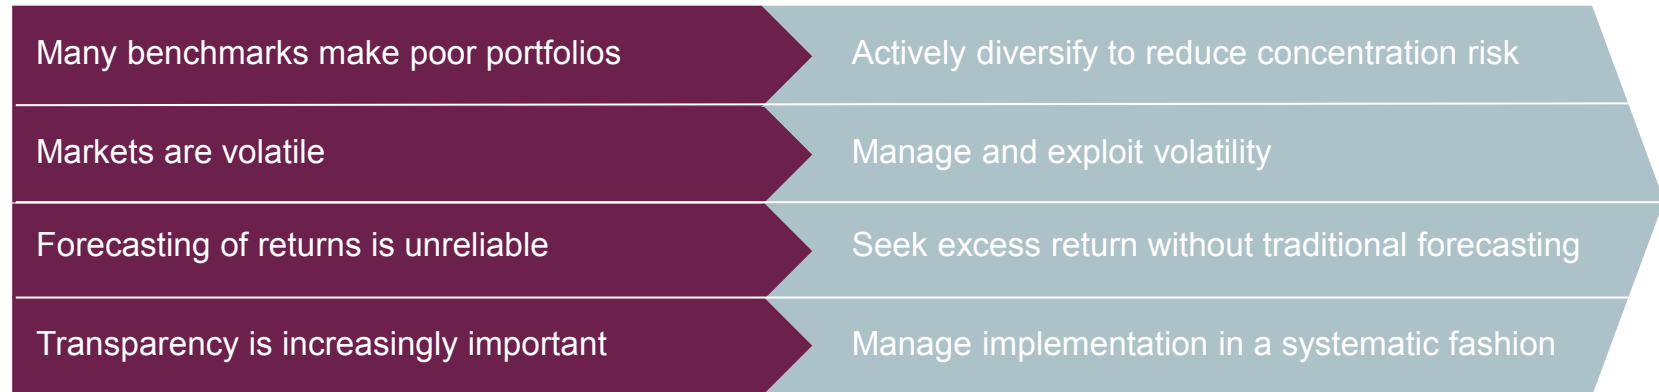 Many benchmarks make poor portfolios
Actively diversify to reduce concentration risk
Markets are volatile
Manage and exploit volatility
Forecasting of returns is unreliable
Seek excess return without traditional forecasting
Transparency is increasingly important
Manage implementation in a systematic fashion